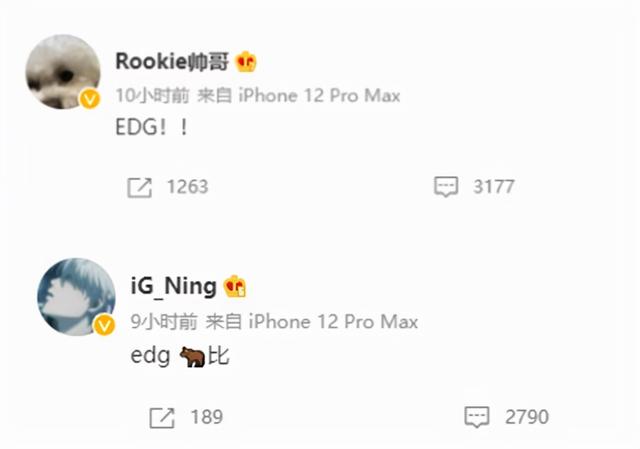 Rookie帅哥
10小时前 来自 iPhone 12 Pro Max
EDG！！
1263 3177
iG_Ning
9小时前 来自 iPhone 12 Pro Max
edg 🐻比
189 2790